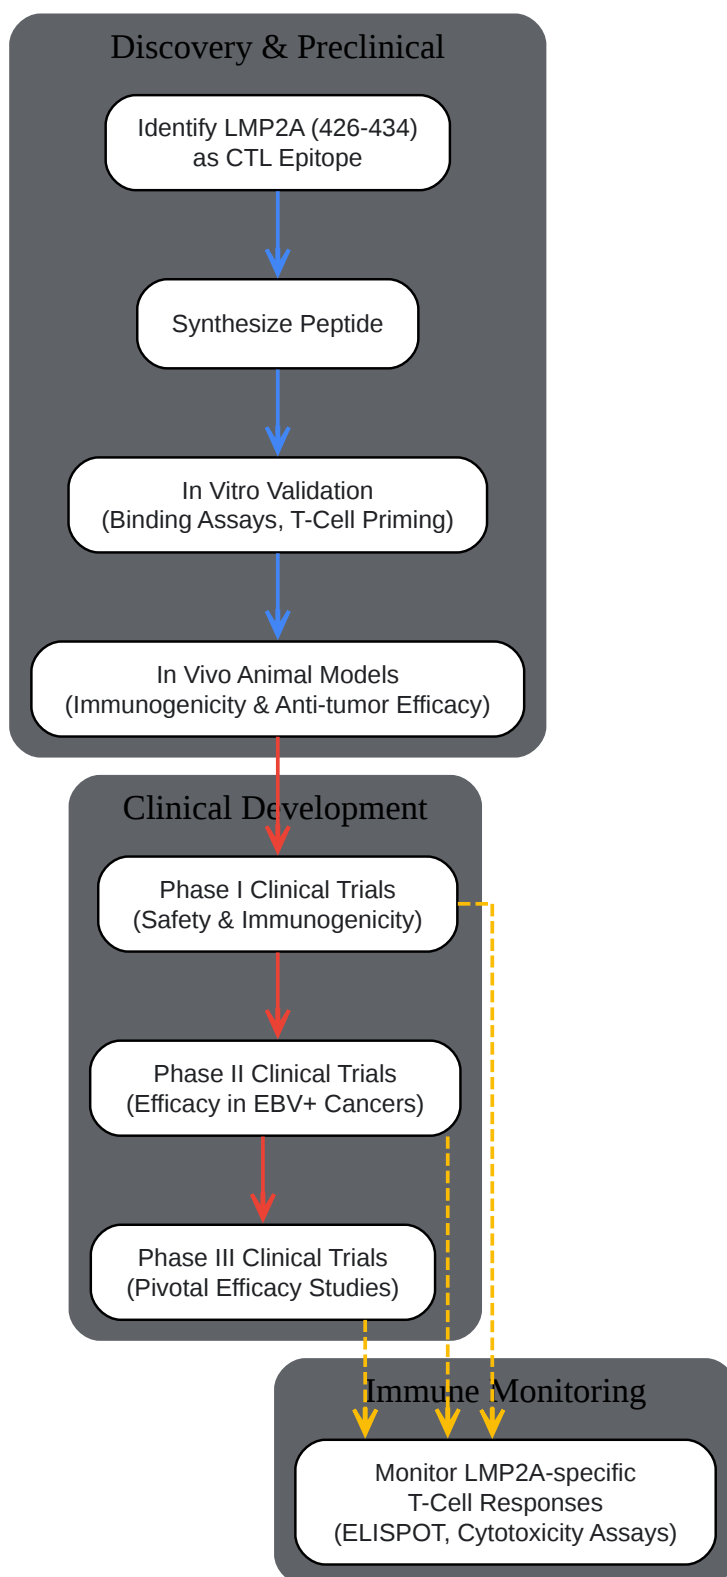 Discovery & Preclinical
Identify LMP2A (426-434)
as CTL Epitope
Synthesize Peptide
In Vitro Validation
(Binding Assays, T-Cell Priming)
In Vivo Animal Models
(Immunogenicity & Anti-tumor Efficacy)
Clinical Development
Phase I Clinical Trials
(Safety & Immunogenicity)
Phase II Clinical Trials
(Efficacy in EBV+ Cancers)
Phase III Clinical Trials
(Pivotal Efficacy Studies)
Immune Monitoring
Monitor LMP2A-specific
T-Cell Responses
(ELISPOT, Cytotoxicity Assays)